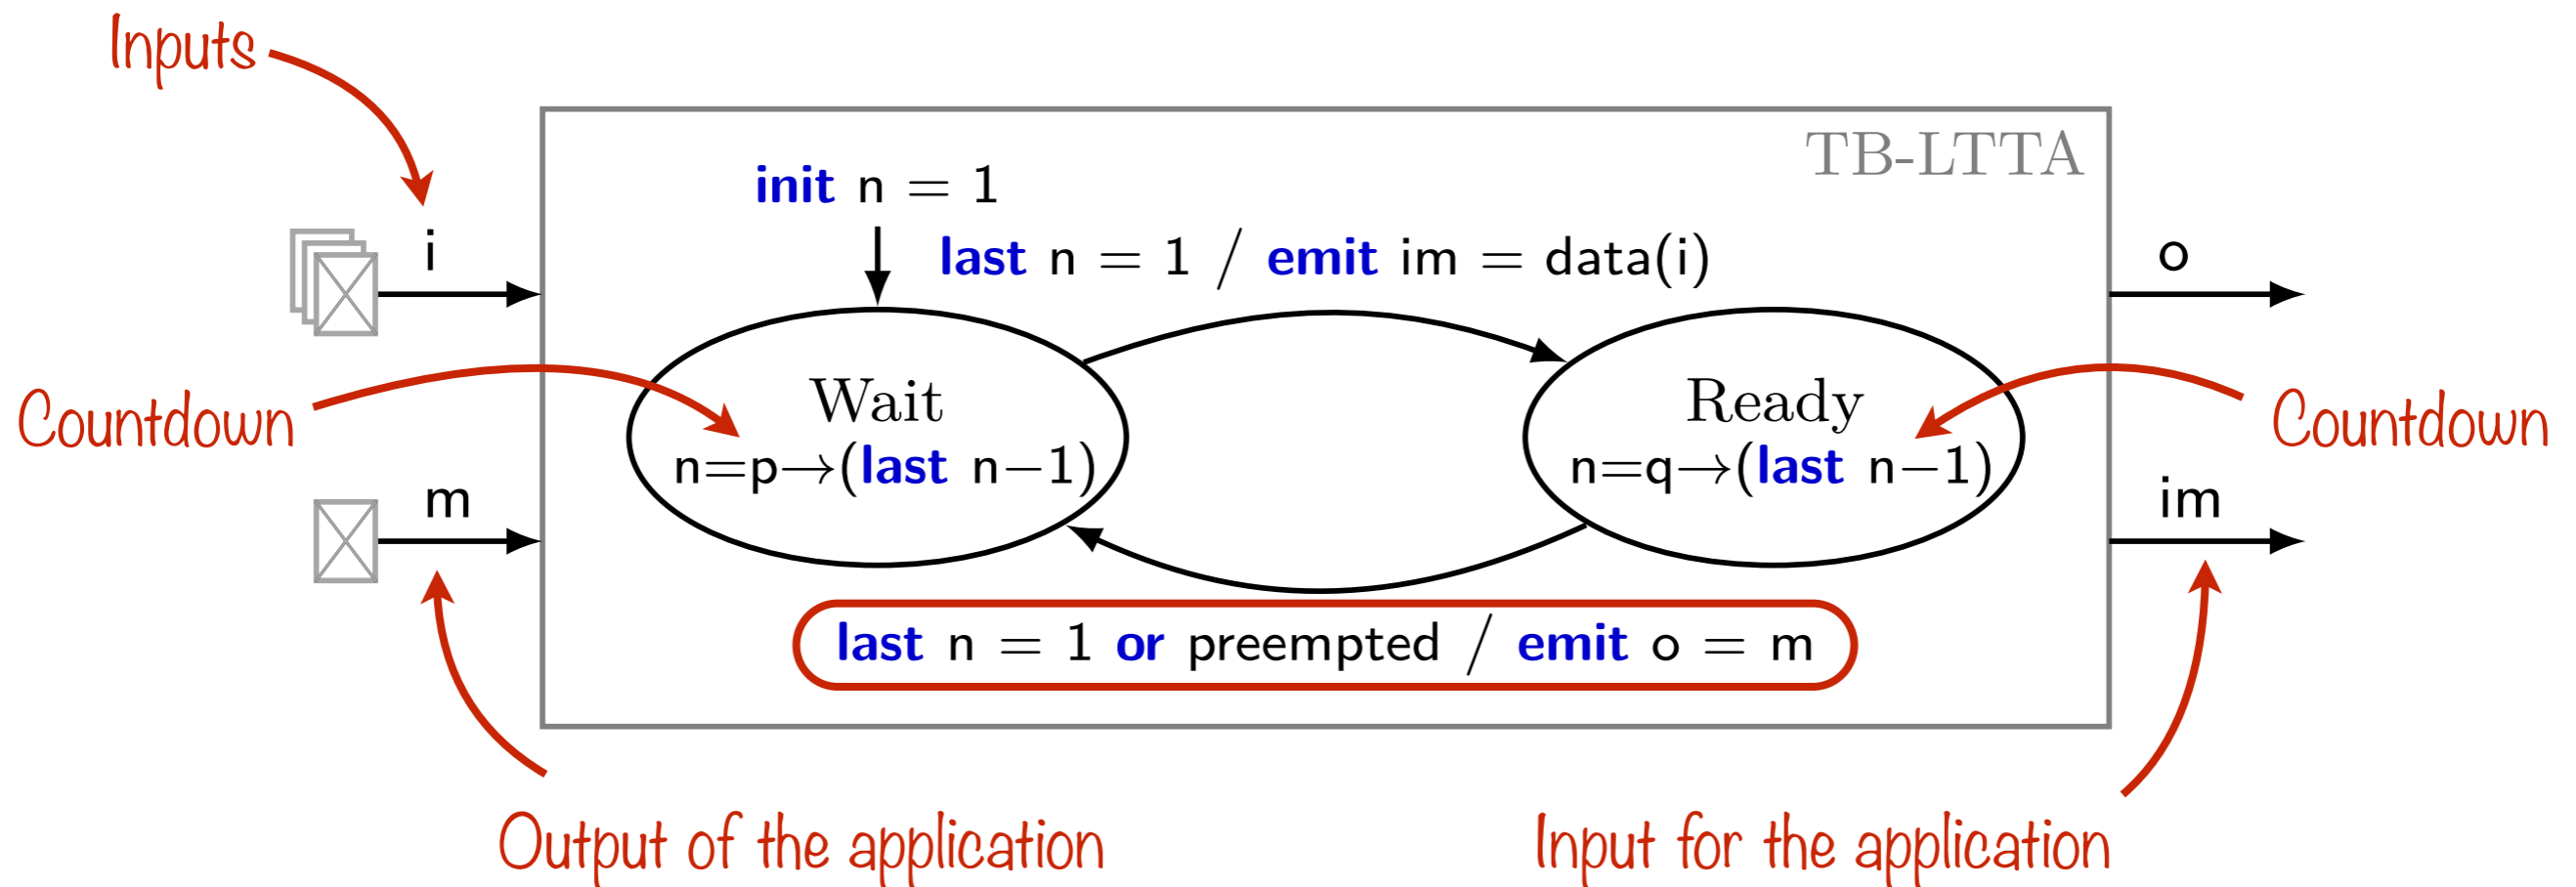 Inputs
TB-LTTA
init n = 1
last n = 1 / emit im = data(i)
i
o
Wait
n=p→(last n−1)
Ready
n=q→(last n−1)
Countdown
Countdown
m
im
last n = 1 or preempted / emit o = m
Output of the application
Input for the application